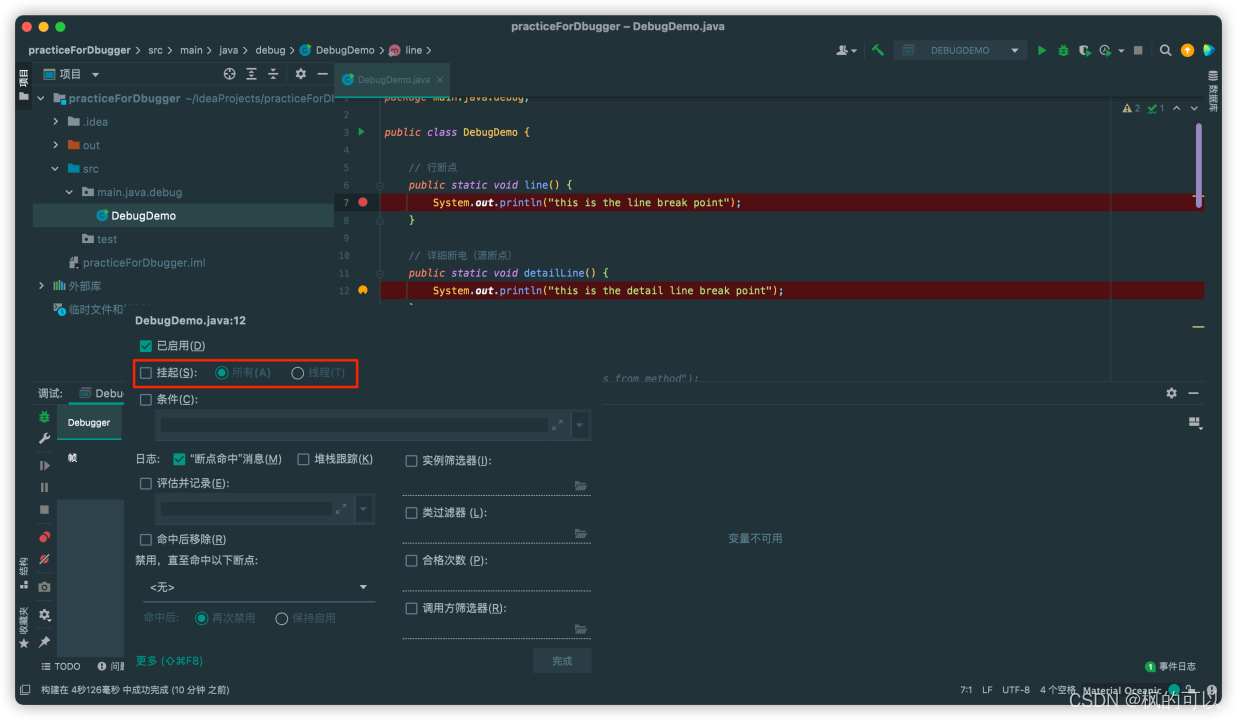 practiceForDbugger – DebugDemo.java
practiceForDbugger > src > main > java > debug > DebugDemo > m line >
DEBUGDEMO
项目
项目
DebugDemo.java
数据库
practiceForDbugger ~/IdeaProjects/practiceForDl
.idea
out
src
main.java.debug
DebugDemo
test
practiceForDbugger.iml
外部库
临时文件和
1 package main.java.debug;
2
3 public class DebugDemo {
4
5 // 行断点
6 public static void line() {
7 System.out.println("this is the line break point");
8 }
9
10 // 详细断电（源断点）
11 public static void detailLine() {
12 System.out.println("this is the detail line break point");
2 1
s from method");
DebugDemo.java:12
已启用(D)
挂起(S): 所有(A) 线程(T)
条件(C):
日志: “断点命中”消息(M) 堆栈跟踪(K)
评估并记录(E):
命中后移除(R)
禁用，直至命中以下断点:
<无>
命中后: 再次禁用 保持启用
更多 (⇧⌘F8)
实例筛选器(I):
类过滤器 (L):
合格次数 (P):
调用方筛选器(R):
完成
调试: Debu
Debugger
帧
变量不可用
结构
收藏夹
TODO 问题
1 事件日志
构建在 4秒126毫秒 中成功完成 (10 分钟 之前)
7:1 LF UTF-8 4 个空格 Material Oceanic
CSDN @枫的可以